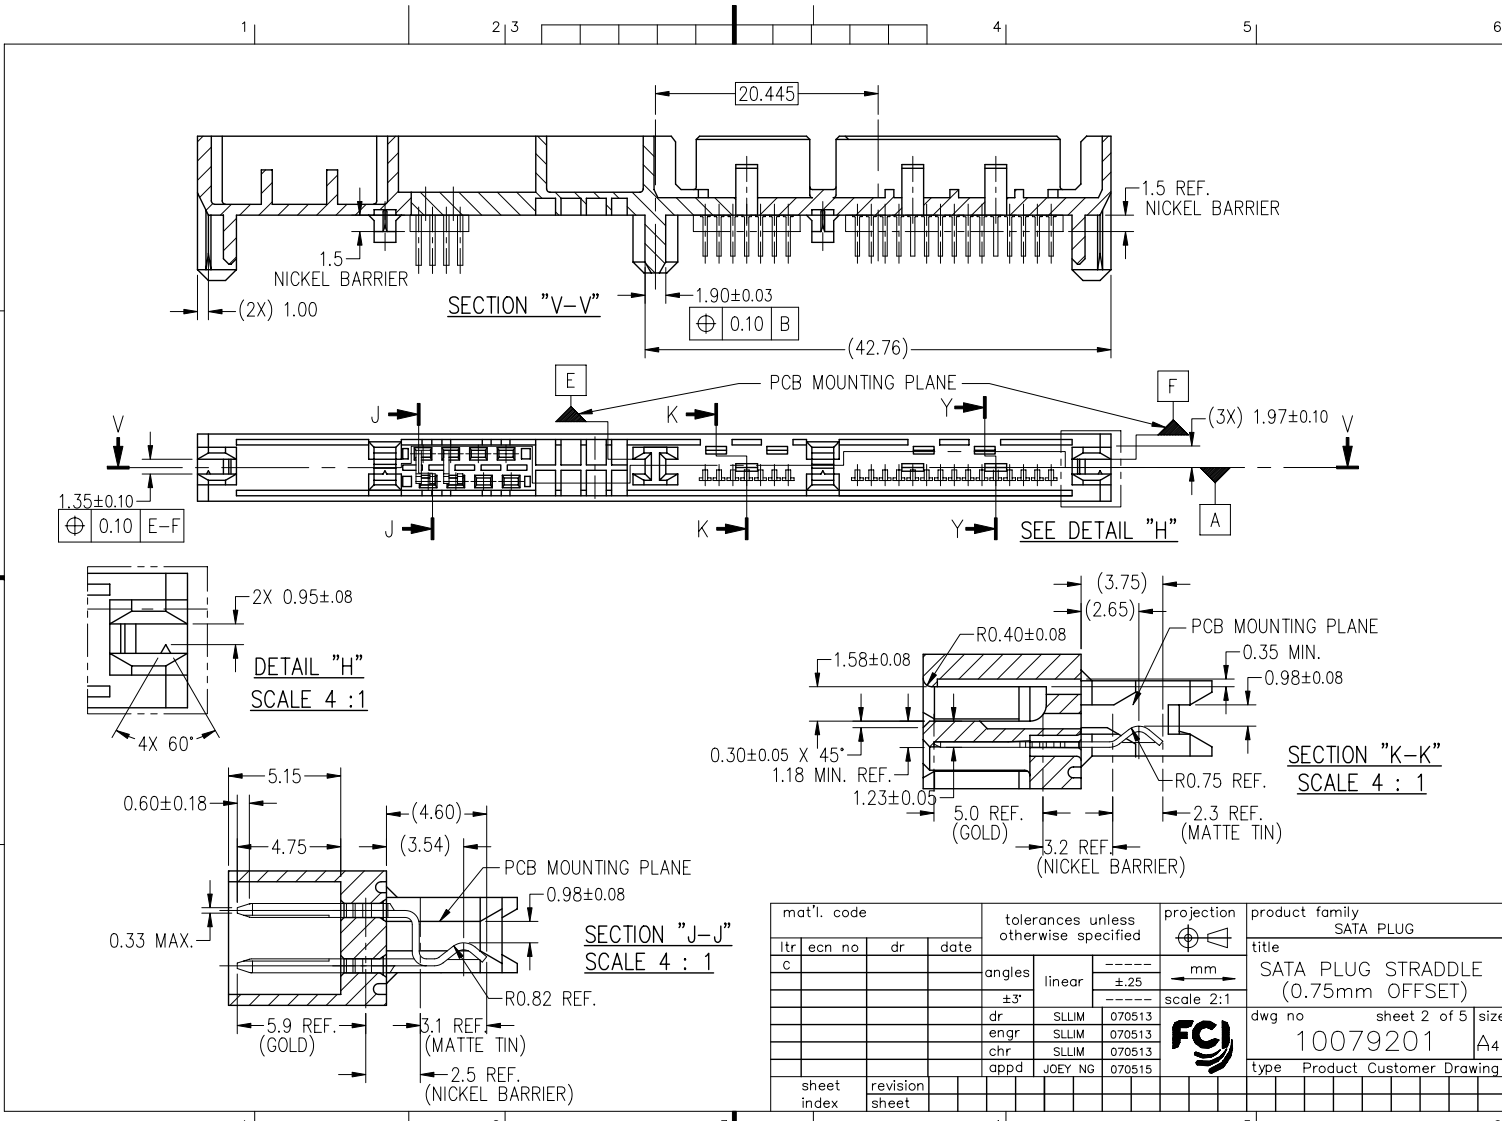 1 2 3 4 5 6
20.445
1.5 REF.
NICKEL BARRIER
1.5
NICKEL BARRIER
(2X) 1.00
SECTION "V-V"
1.90±0.03
⌖ 0.10 B
(42.76)
E
PCB MOUNTING PLANE
F
J
K
Y
(3X) 1.97±0.10
V
V
1.35±0.10
⌖ 0.10 E-F
J
K
Y
SEE DETAIL "H"
A
2X 0.95±.08
DETAIL "H"
SCALE 4 :1
4X 60°
(3.75)
(2.65)
PCB MOUNTING PLANE
R0.40±0.08
0.35 MIN.
1.58±0.08
0.98±0.08
0.30±0.05 X 45°
1.18 MIN. REF.
1.23±0.05
R0.75 REF.
SECTION "K-K"
SCALE 4 : 1
5.0 REF.
(GOLD)
2.3 REF.
(MATTE TIN)
3.2 REF.
(NICKEL BARRIER)
5.15
0.60±0.18
(4.60)
4.75
(3.54)
PCB MOUNTING PLANE
0.98±0.08
0.33 MAX.
SECTION "J-J"
SCALE 4 : 1
R0.82 REF.
5.9 REF.
(GOLD)
3.1 REF.
(MATTE TIN)
2.5 REF.
(NICKEL BARRIER)
mat'l. code
ltr ecn no dr date
c
tolerances unless
otherwise specified
angles linear -----
±.25
±3° -----
projection
mm
scale 2:1
product family
SATA PLUG
title
SATA PLUG STRADDLE
(0.75mm OFFSET)
dr SLLIM 070513
engr SLLIM 070513
chr SLLIM 070513
appd JOEY NG 070515
FCI
dwg no sheet 2 of 5 size
10079201 A4
type Product Customer Drawing
sheet revision
index sheet